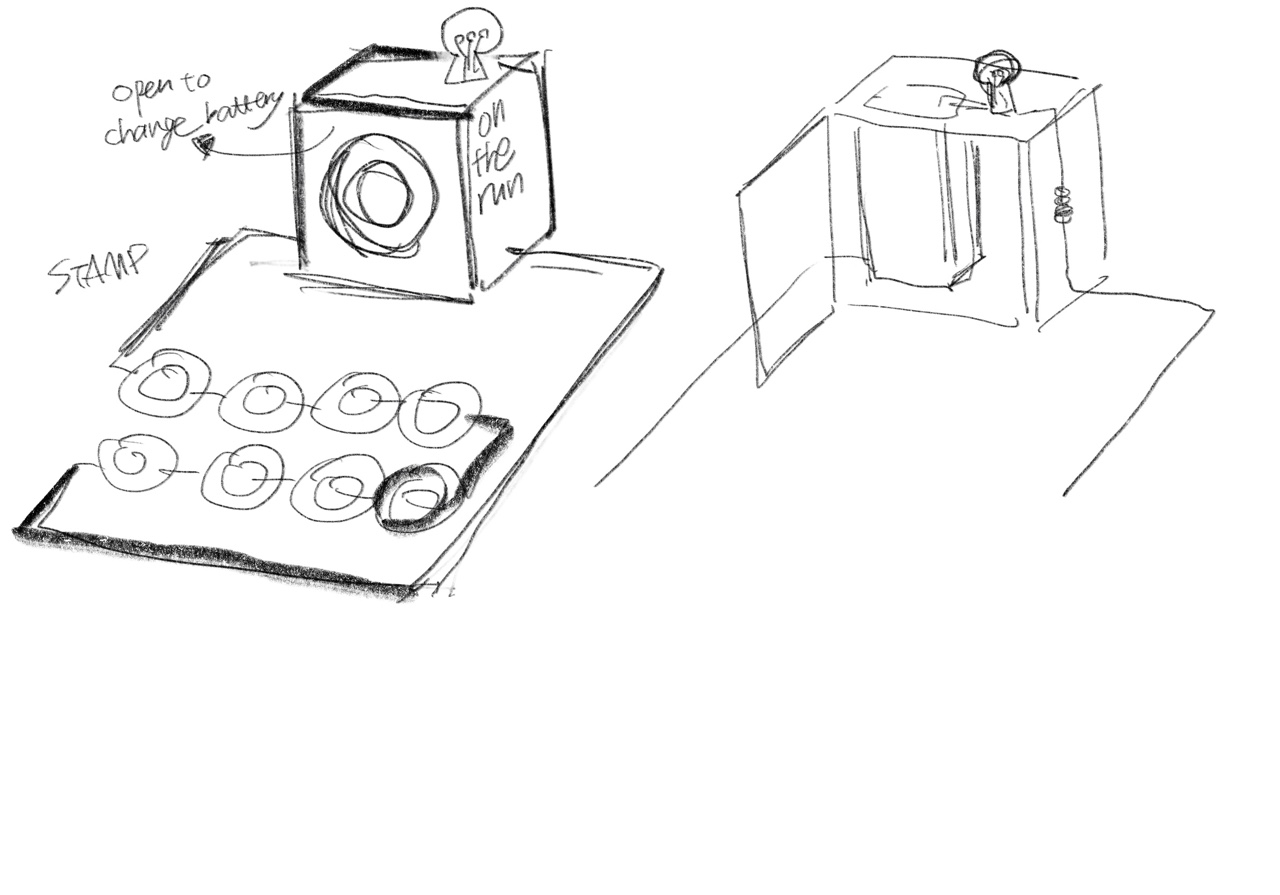 open to
change battery
on
the
run
STAMP